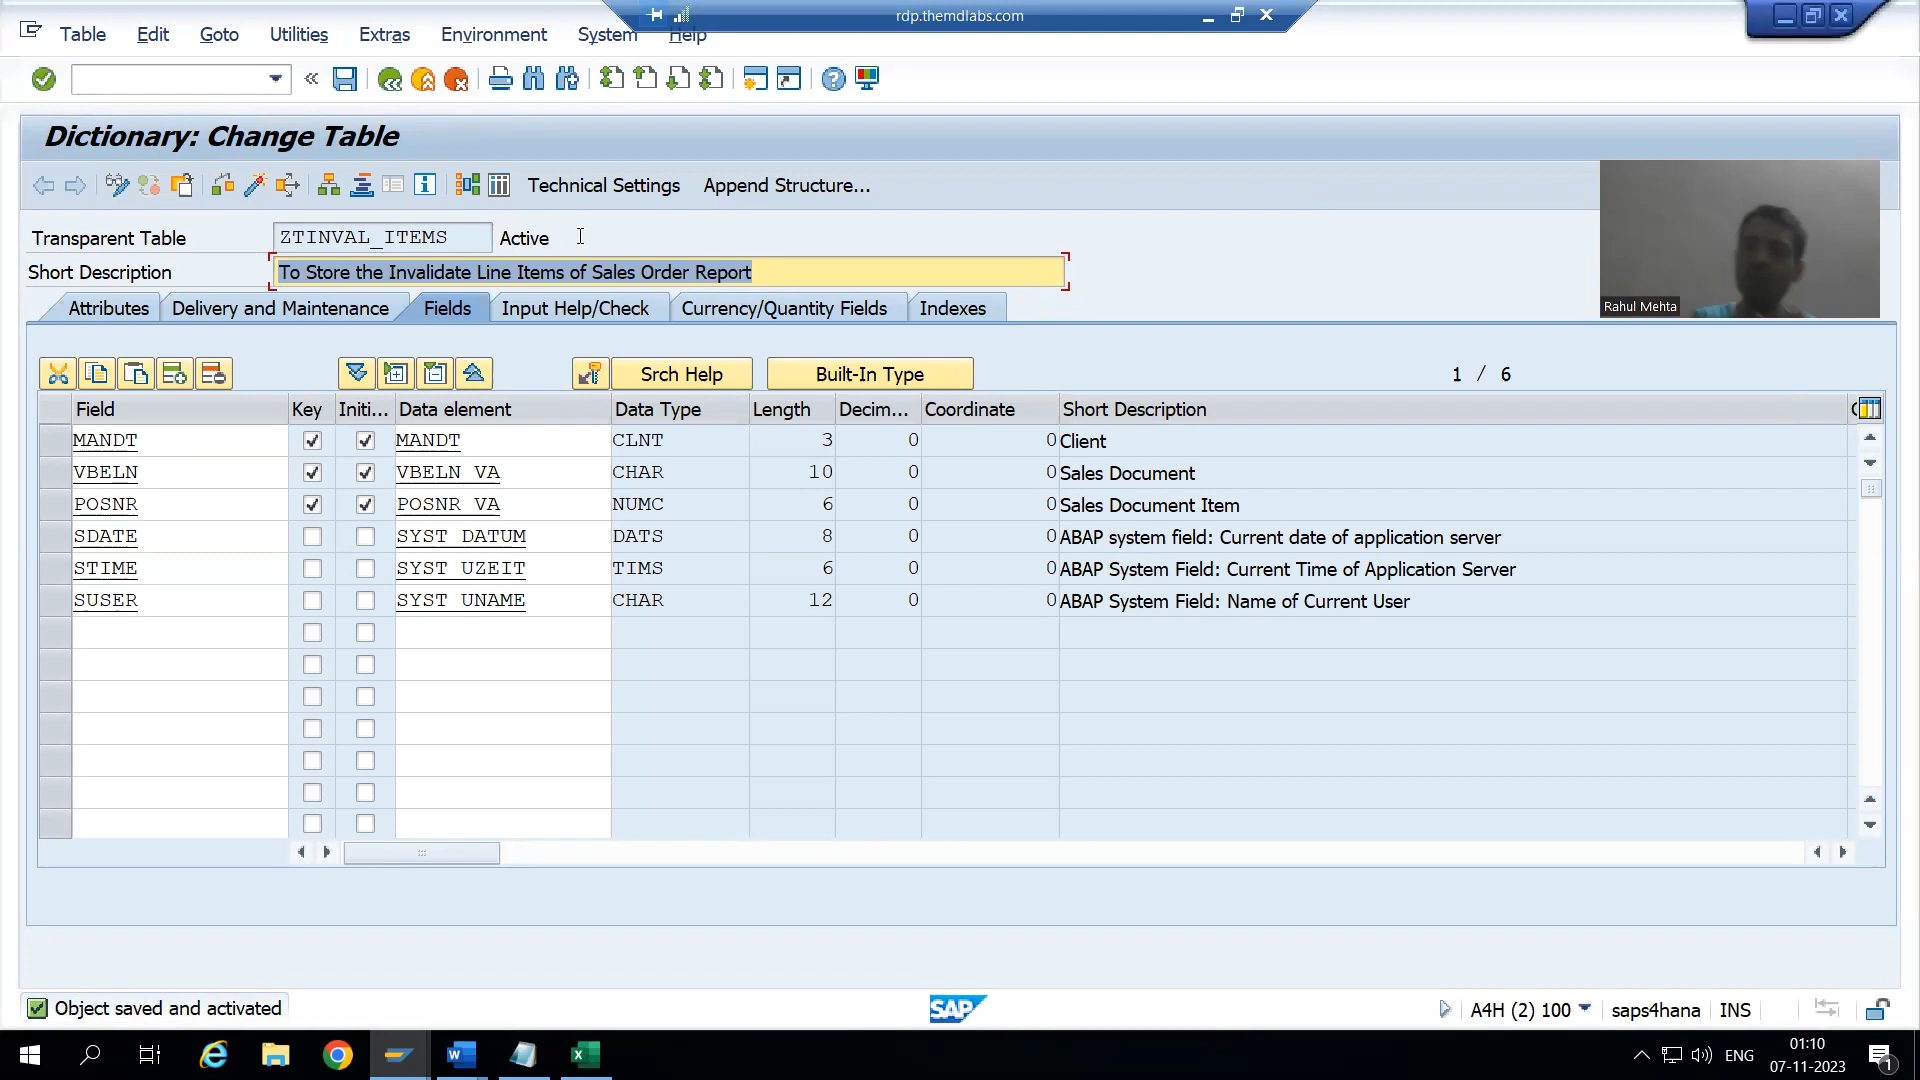 rdp.themdlabs.com
Table Edit Goto Utilities Extras Environment System Help
Dictionary: Change Table
Technical Settings Append Structure...
Transparent Table ZTINVAL_ITEMS Active
Short Description To Store the Invalidate Line Items of Sales Order Report
Rahul Mehta
Attributes Delivery and Maintenance Fields Input Help/Check Currency/Quantity Fields Indexes
Srch Help Built-In Type 1 / 6
Field Key Initi... Data element Data Type Length Decim... Coordinate Short Description
MANDT MANDT CLNT 3 0 0 Client
VBELN VBELN_VA CHAR 10 0 0 Sales Document
POSNR POSNR_VA NUMC 6 0 0 Sales Document Item
SDATE SYST_DATUM DATS 8 0 0 ABAP system field: Current date of application server
STIME SYST_UZEIT TIMS 6 0 0 ABAP System Field: Current Time of Application Server
SUSER SYST_UNAME CHAR 12 0 0 ABAP System Field: Name of Current User
Object saved and activated SAP A4H (2) 100 saps4hana INS
ENG 01:10
07-11-2023 1